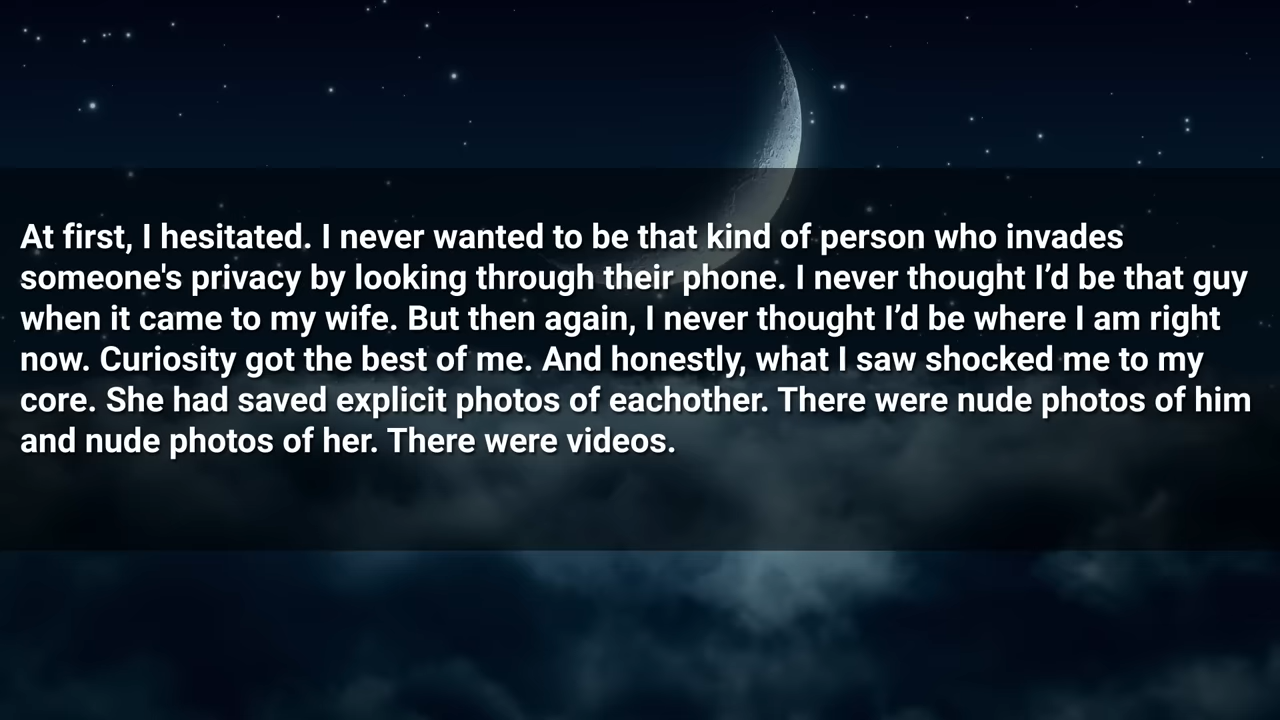 At first, I hesitated. I never wanted to be that kind of person who invades
someone's privacy by looking through their phone. I never thought I’d be that guy
when it came to my wife. But then again, I never thought I’d be where I am right
now. Curiosity got the best of me. And honestly, what I saw shocked me to my
core. She had saved explicit photos of eachother. There were nude photos of him
and nude photos of her. There were videos.